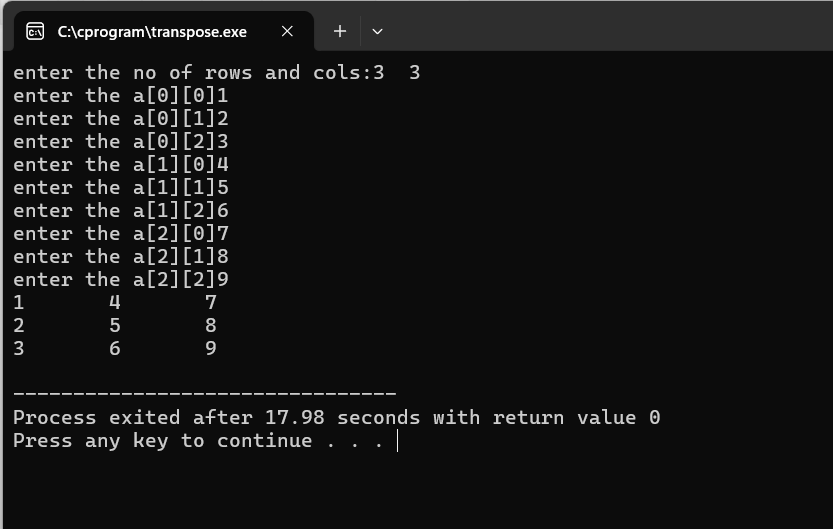 C:\cprogram\transpose.exe
enter the no of rows and cols:3  3
enter the a[0][0]1
enter the a[0][1]2
enter the a[0][2]3
enter the a[1][0]4
enter the a[1][1]5
enter the a[1][2]6
enter the a[2][0]7
enter the a[2][1]8
enter the a[2][2]9
1       4       7
2       5       8
3       6       9
--------------------------------
Process exited after 17.98 seconds with return value 0
Press any key to continue . . .